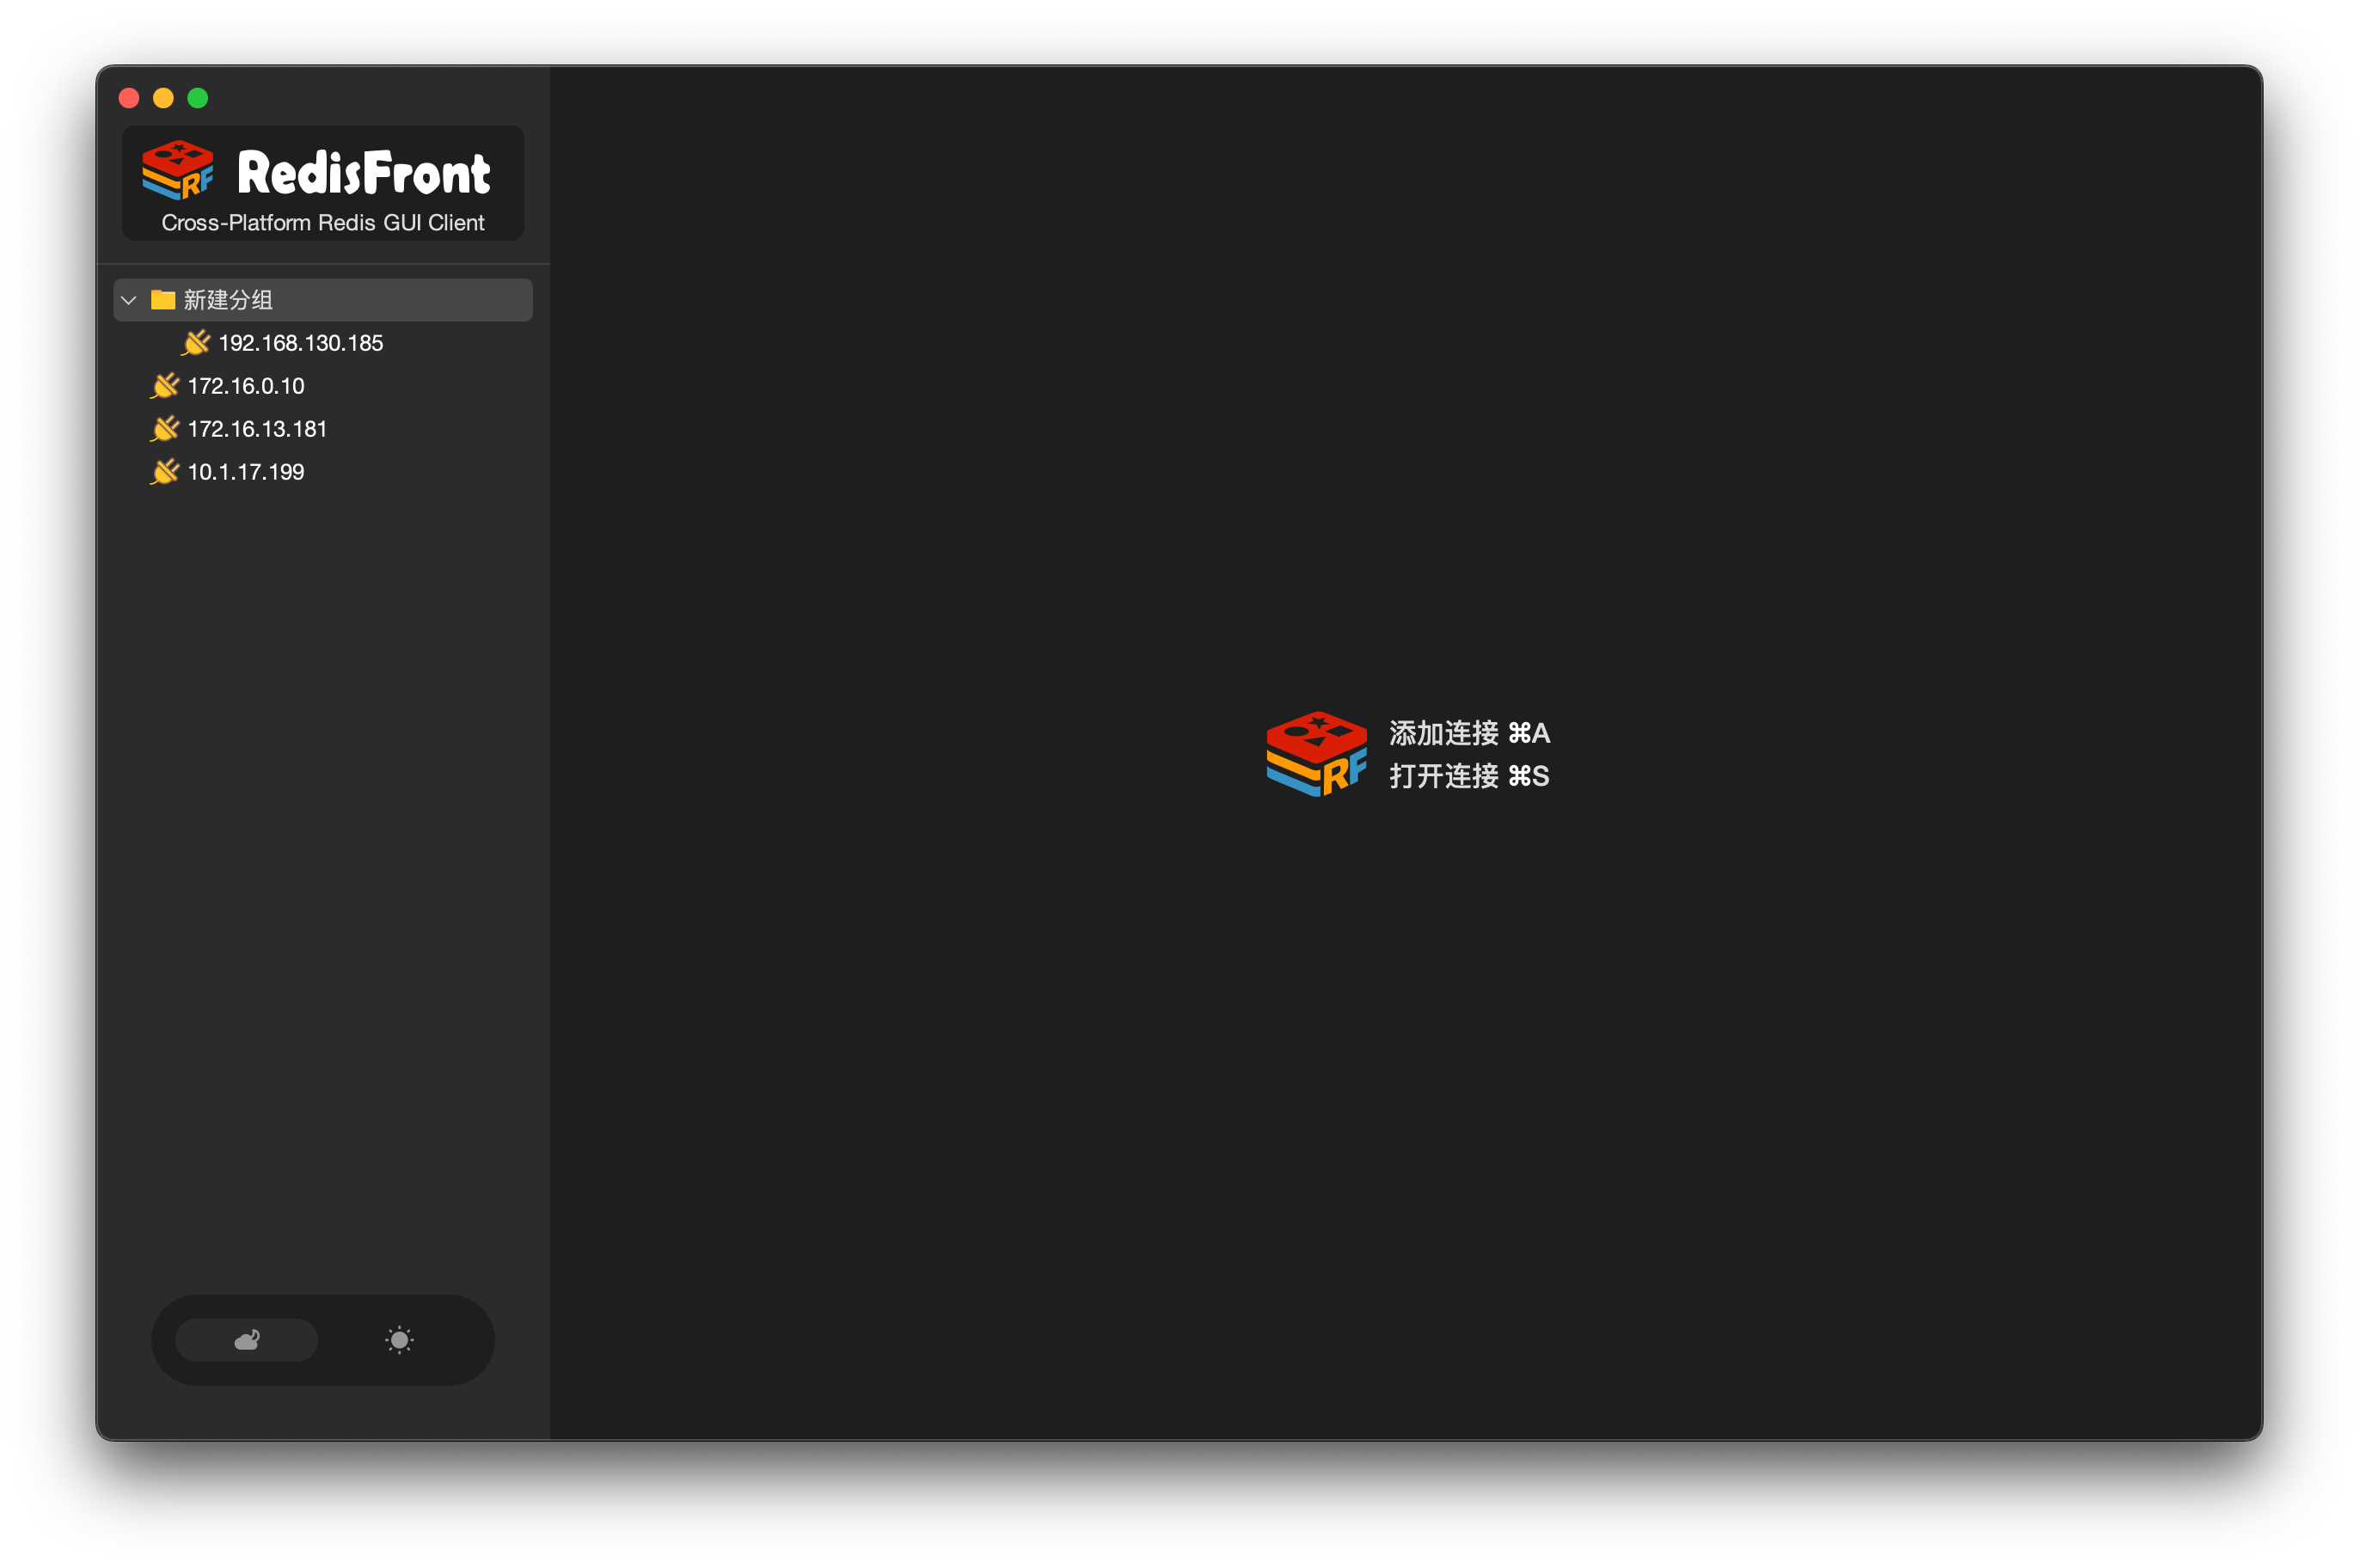 RF
RedisFront
Cross-Platform Redis GUI Client
新建分组
192.168.130.185
172.16.0.10
172.16.13.181
10.1.17.199
RF
添加连接 ⌘A
打开连接 ⌘S